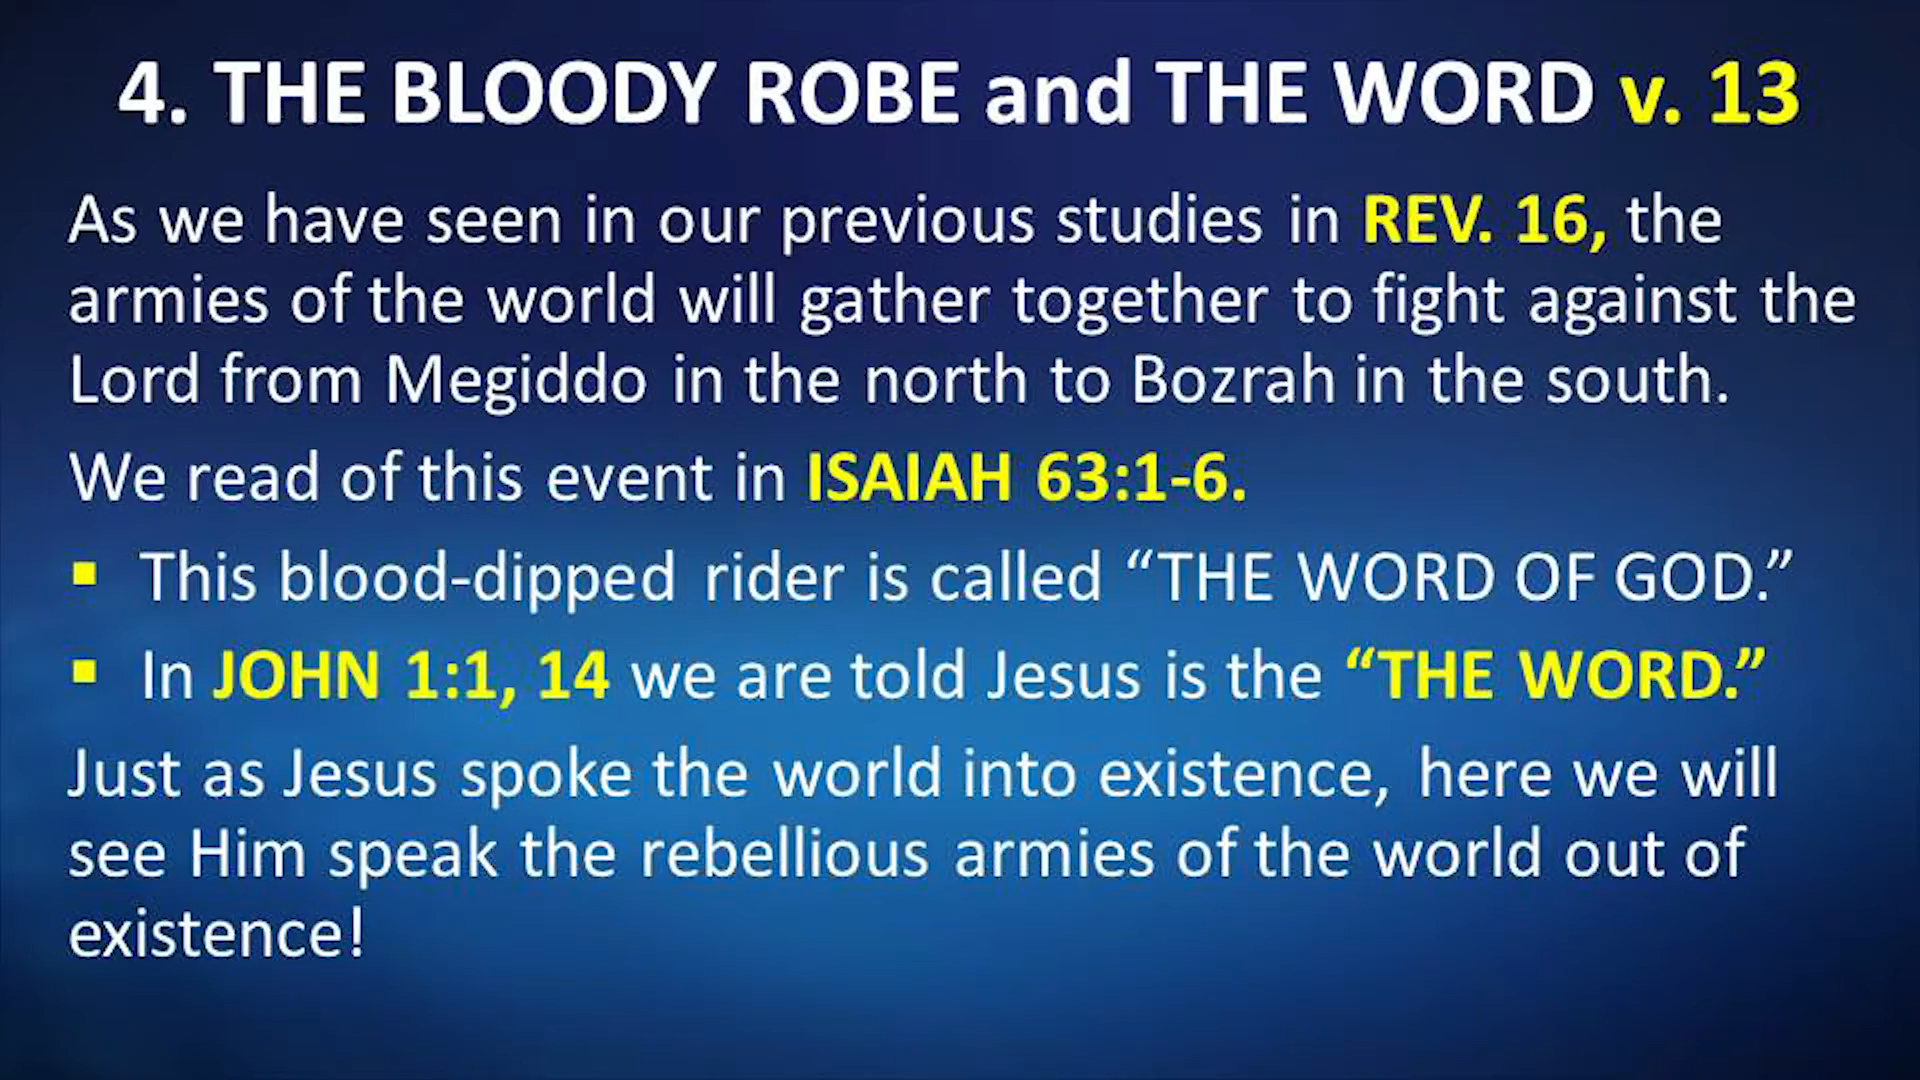 4. THE BLOODY ROBE and THE WORD v. 13
As we have seen in our previous studies in REV. 16, the
armies of the world will gather together to fight against the
Lord from Megiddo in the north to Bozrah in the south.
We read of this event in ISAIAH 63:1-6.
▪ This blood-dipped rider is called “THE WORD OF GOD.”
▪ In JOHN 1:1, 14 we are told Jesus is the “THE WORD.”
Just as Jesus spoke the world into existence, here we will
see Him speak the rebellious armies of the world out of
existence!